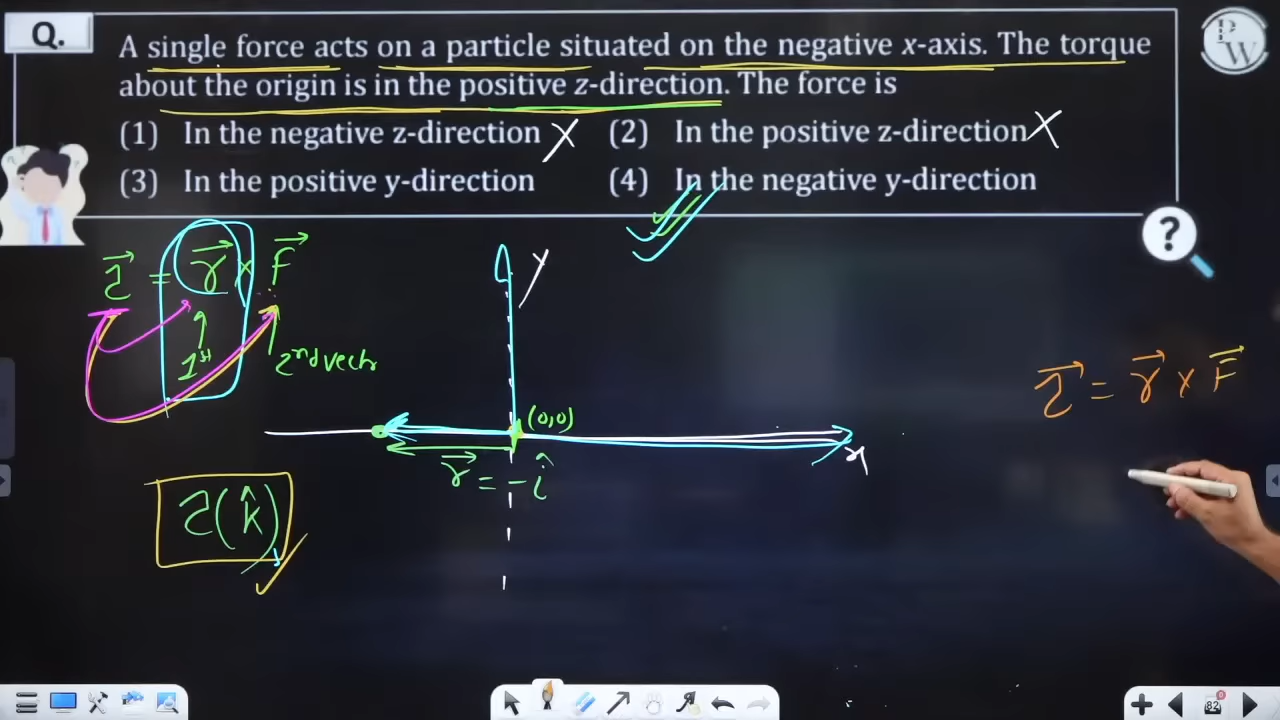 Q.
A single force acts on a particle situated on the negative x-axis. The torque
about the origin is in the positive z-direction. The force is
(1) In the negative z-direction X (2) In the positive z-direction X
(3) In the positive y-direction (4) In the negative y-direction
PW
?
τ⃗ = r⃗ × F⃗
1st
2nd vector
y
(0,0)
x
r⃗ = -î
τ(k̂)
τ⃗ = r⃗ × F⃗
82